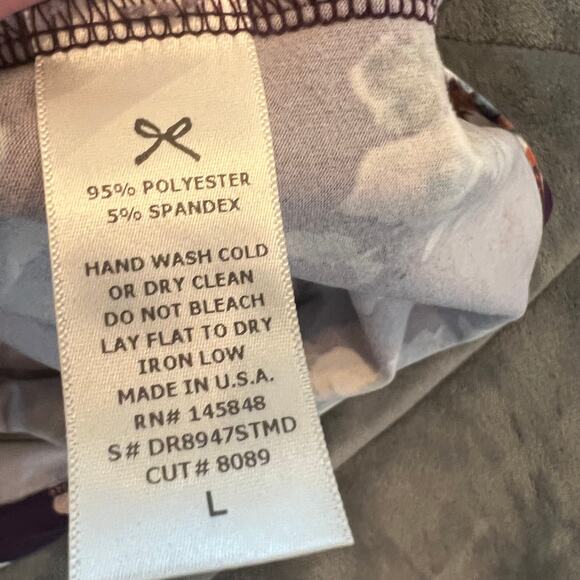 95% POLYESTER
5% SPANDEX
HAND WASH COLD
OR DRY CLEAN
DO NOT BLEACH
LAY FLAT TO DRY
IRON LOW
MADE IN U.S.A.
RN# 145848
S# DR8947STMD
CUT# 8089
L